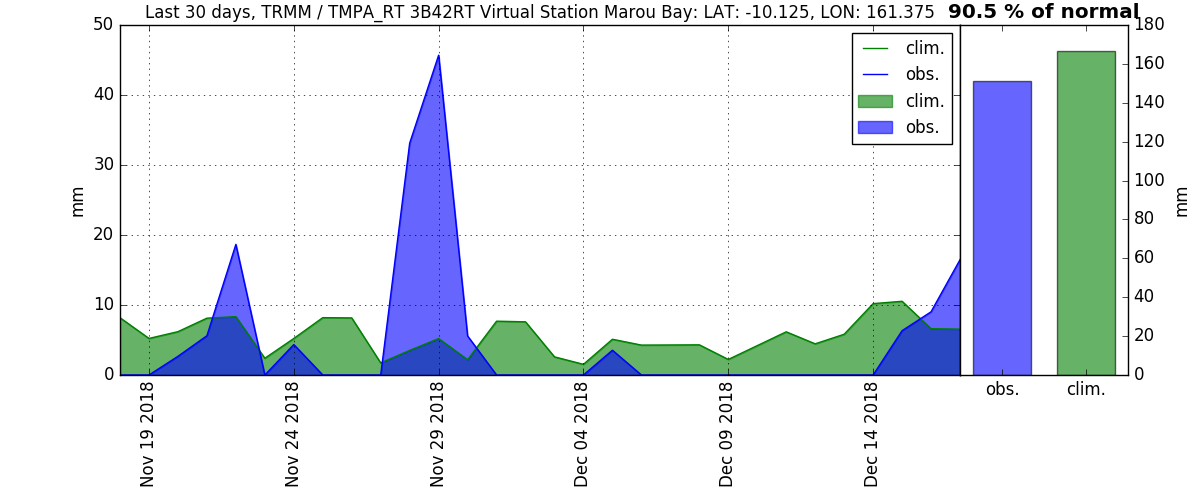 Last 30 days, TRMM / TMPA_RT 3B42RT Virtual Station Marou Bay: LAT: -10.125, LON: 161.375 90.5 % of normal
clim.
obs.
clim.
obs.
50
40
30
20
10
0
mm
Nov 19 2018
Nov 24 2018
Nov 29 2018
Dec 04 2018
Dec 09 2018
Dec 14 2018
180
160
140
120
100
80
60
40
20
0
mm
obs. clim.